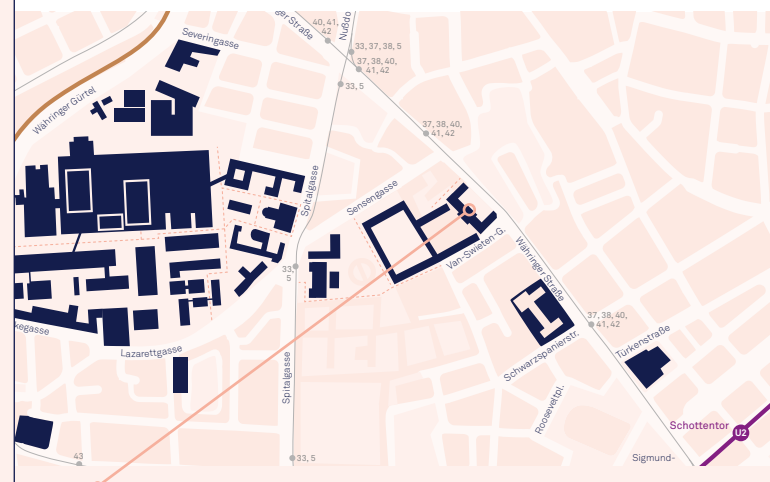 40, 41,
42
ger Straße
Nußdo
33, 37, 38, 5
Severingasse
37, 38, 40,
41, 42
33, 5
Währinger Gürtel
37, 38, 40,
41, 42
Spitalgasse
Sensengasse
Van-Swieten-G.
Währinger Straße
33,
5
37, 38, 40,
41, 42
kegasse
Türkenstraße
Lazarettgasse
Schwarzspanierstr.
Spitalgasse
Rooseveltpl.
Schottentor
U2
43
33, 5
Sigmund-